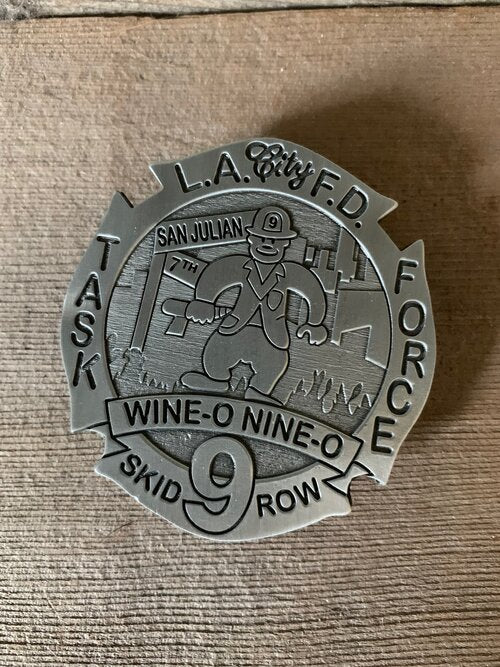 L.A. City F.D.
TASK
FORCE
9
SAN JULIAN
7TH
WINE-O NINE-O
SKID 9 ROW